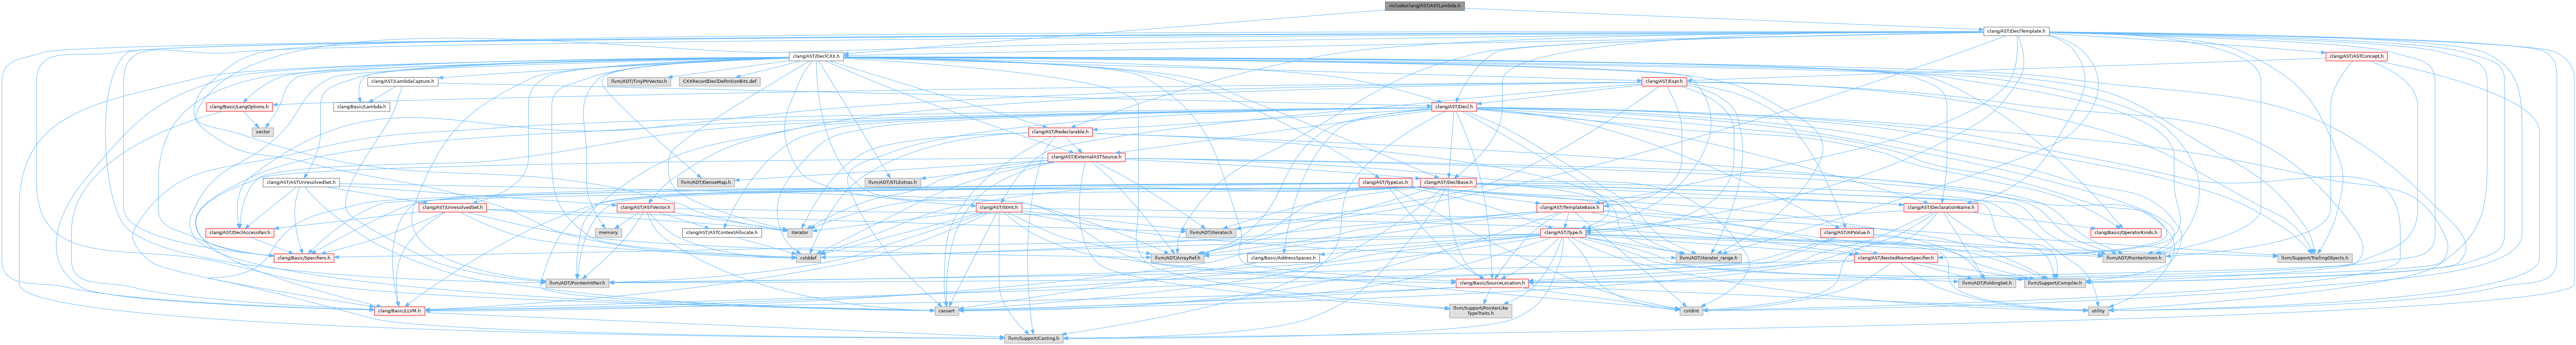 include/clang/AST/ASTLambda.h
clang/AST/DeclTemplate.h
clang/AST/DeclCXX.h
clang/AST/ASTConcept.h
clang/AST/LambdaCapture.h
llvm/ADT/TinyPtrVector.h
CXXRecordDeclDefinitionBits.def
clang/AST/Expr.h
clang/Basic/LangOptions.h
clang/Basic/Lambda.h
clang/AST/Decl.h
vector
clang/AST/Redeclarable.h
clang/AST/ExternalASTSource.h
clang/AST/ASTUnresolvedSet.h
llvm/ADT/DenseMap.h
llvm/ADT/STLExtras.h
clang/AST/TypeLoc.h
clang/AST/DeclBase.h
clang/AST/UnresolvedSet.h
clang/AST/ASTVector.h
clang/AST/Stmt.h
clang/AST/TemplateBase.h
clang/AST/DeclarationName.h
clang/AST/DeclAccessPair.h
memory
clang/AST/ASTContextAllocate.h
iterator
llvm/ADT/iterator.h
clang/AST/Type.h
clang/AST/APValue.h
clang/Basic/OperatorKinds.h
clang/Basic/Specifiers.h
cstddef
llvm/ADT/ArrayRef.h
clang/Basic/AddressSpaces.h
llvm/ADT/iterator_range.h
clang/AST/NestedNameSpecifier.h
llvm/ADT/PointerUnion.h
llvm/Support/TrailingObjects.h
llvm/ADT/PointerIntPair.h
clang/Basic/SourceLocation.h
llvm/ADT/FoldingSet.h
llvm/Support/Compiler.h
clang/Basic/LLVM.h
cassert
llvm/Support/PointerLike
TypeTraits.h
cstdint
utility
llvm/Support/Casting.h